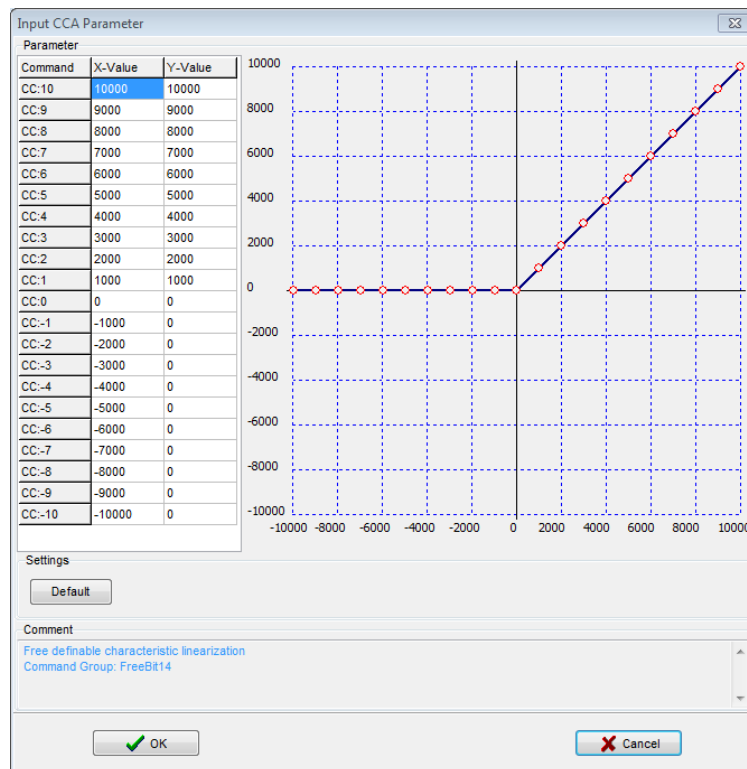 Input CCA Parameter
Parameter
Command X-Value Y-Value
CC:10 10000 10000
CC:9 9000 9000
CC:8 8000 8000
CC:7 7000 7000
CC:6 6000 6000
CC:5 5000 5000
CC:4 4000 4000
CC:3 3000 3000
CC:2 2000 2000
CC:1 1000 1000
CC:0 0 0
CC:-1 -1000 0
CC:-2 -2000 0
CC:-3 -3000 0
CC:-4 -4000 0
CC:-5 -5000 0
CC:-6 -6000 0
CC:-7 -7000 0
CC:-8 -8000 0
CC:-9 -9000 0
CC:-10 -10000 0
10000
8000
6000
4000
2000
0
-2000
-4000
-6000
-8000
-10000
-10000 -8000 -6000 -4000 -2000 0 2000 4000 6000 8000 10000
Settings
Default
Comment
Free definable characteristic linearization
Command Group: FreeBit14
OK
Cancel